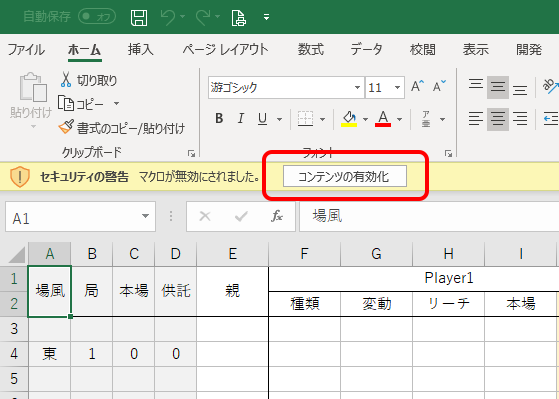 自動保存 オフ
ファイル ホーム 挿入 ページ レイアウト 数式 データ 校閲 表示 開発
貼り付け 切り取り
コピー
書式のコピー/貼り付け
クリップボード
游ゴシック 11 A A
B I U A ア 亜
フォント
セキュリティの警告 マクロが無効にされました。 コンテンツの有効化
A1 fx 場風
A B C D E F G H I
1 場風 局 本場 供託 親 Player1
2 種類 変動 リーチ 本場
3
4 東 1 0 0
5